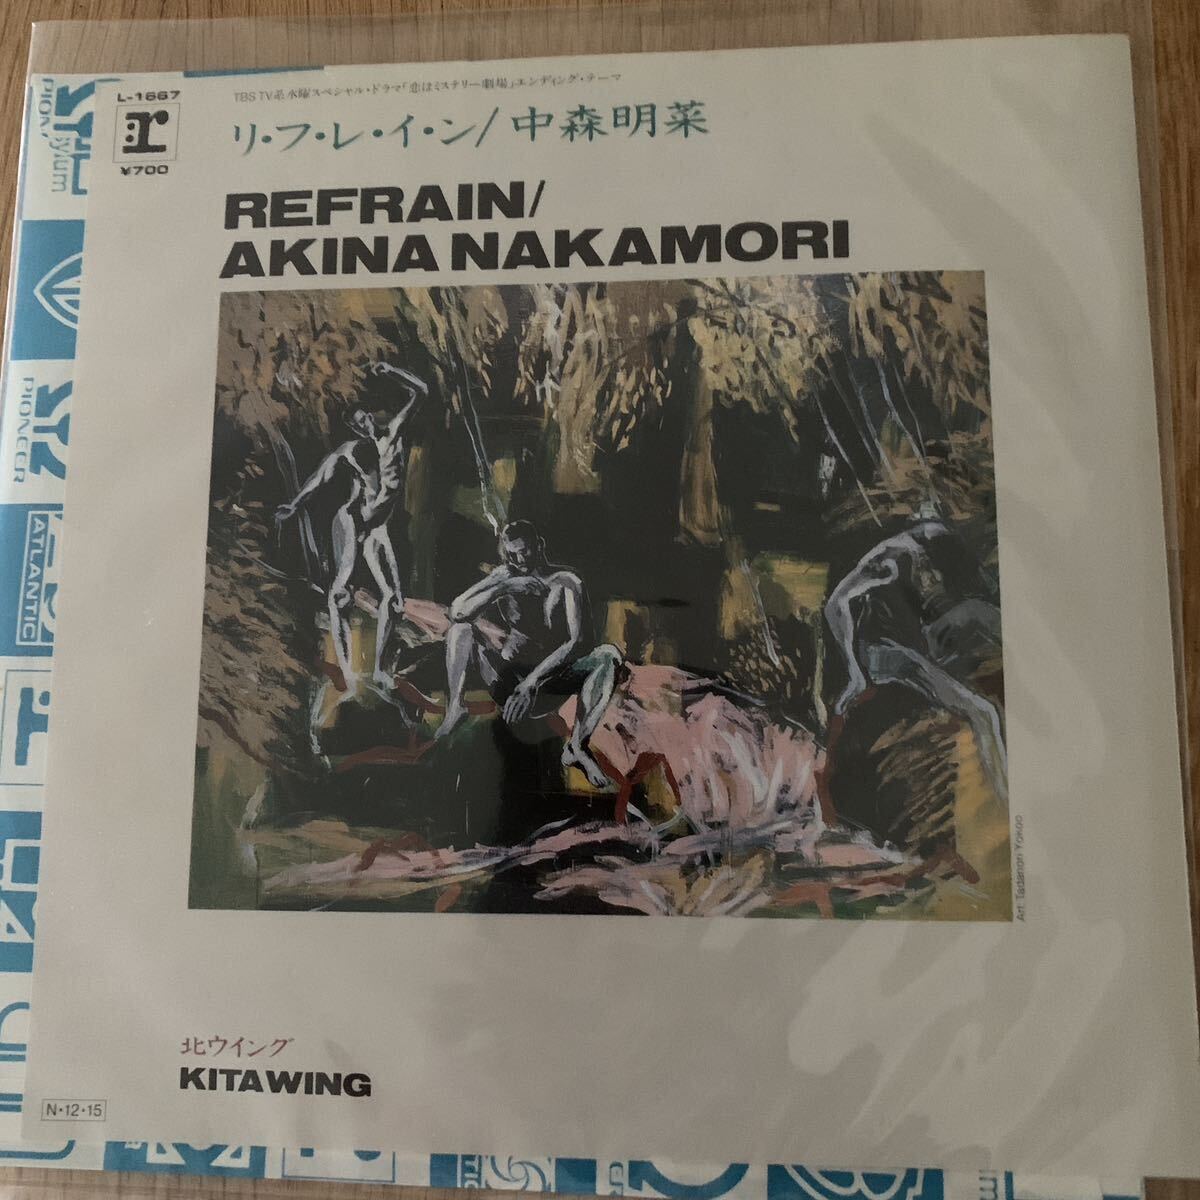 L-1667
r
¥700
TBS TV系水曜スペシャル・ドラマ「恋はミステリー劇場」エンディング・テーマ
リ・フ・レ・イ・ン/中森明菜
REFRAIN/
AKINA NAKAMORI
Art: Tadanori Yokoo
北ウイング
KITAWING
N・12・15
PIONEER
ATLANTIC